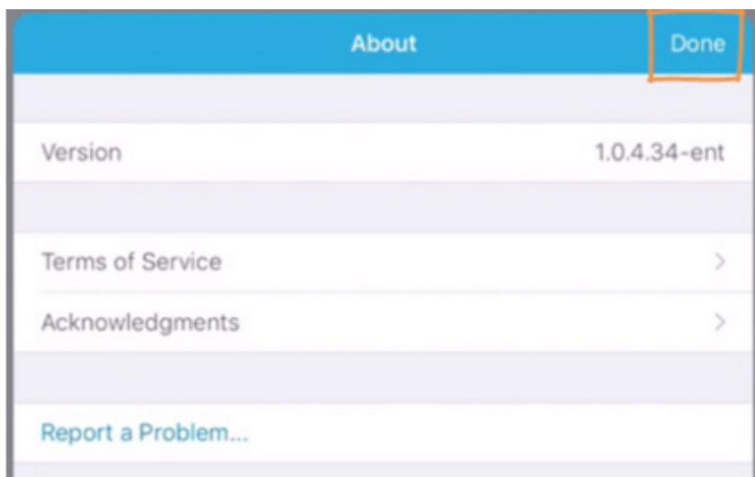 About
Done
Version 1.0.4.34-ent
Terms of Service
Acknowledgments
Report a Problem...